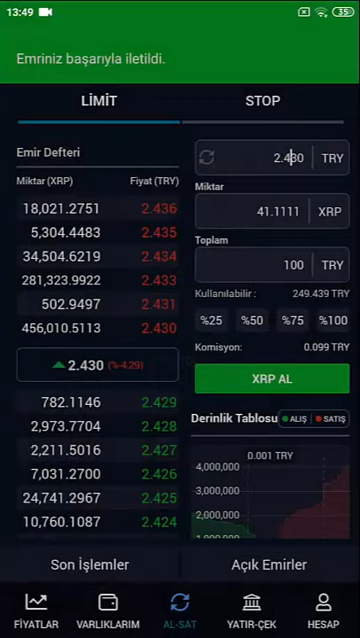 13:49
35
Emriniz başarıyla iletildi.
LİMİT STOP
Emir Defteri
Miktar (XRP) Fiyat (TRY)
18,021.2751 2.436
5,304.4483 2.435
34,504.6219 2.434
281,323.9922 2.433
502.9497 2.431
456,010.5113 2.430
2.430 (%-4.29)
782.1146 2.429
2,973.7704 2.428
2,211.5016 2.427
7,031.2700 2.426
24,741.2967 2.425
10,760.1087 2.424
2.430 TRY
Miktar
41.1111 XRP
Toplam
100 TRY
Kullanılabilir : 249.439 TRY
%25 %50 %75 %100
Komisyon: 0.099 TRY
XRP AL
Derinlik Tablosu ALIŞ SATIŞ
0.001 TRY
4,000,000
3,000,000
2,000,000
1,000,000
Son İşlemler Açık Emirler
FİYATLAR VARLIKLARIM AL-SAT YATIR-ÇEK HESAP